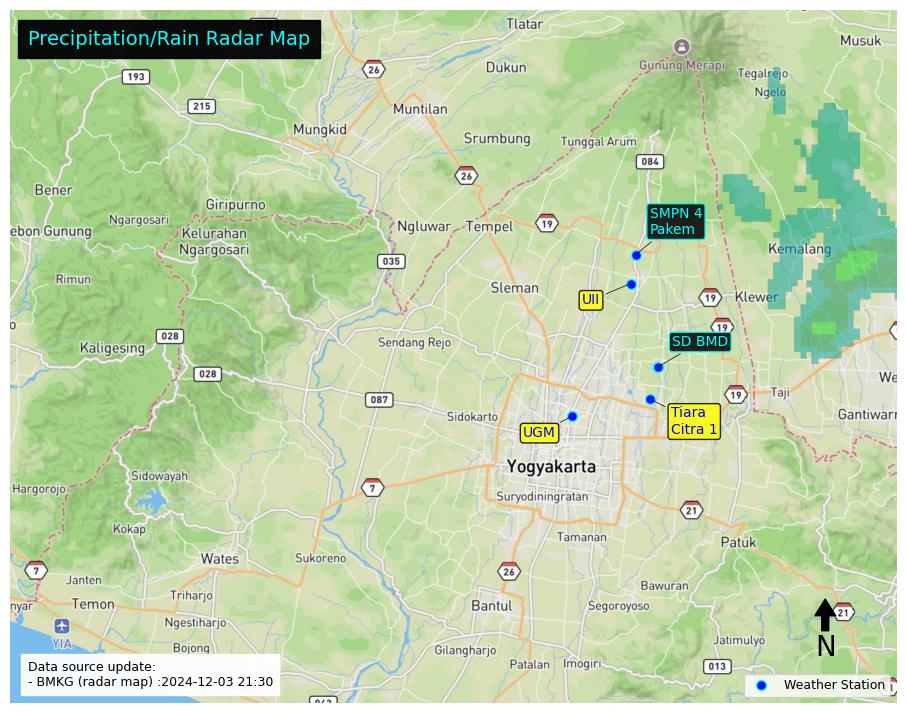 Precipitation/Rain Radar Map
Tlatar
Musuk
26
Dukun
Gunung Merapi
193
Tegalrejo
Ngelo
215
Muntilan
Mungkid
Srumbung
Tunggal Arum
084
26
Bener
Giripurno
SMPN 4
Pakem
Ngargosari
Kelurahan
Ngargosari
ebon Gunung
Ngluwar
Tempel
19
Kemalang
035
Rimun
Sleman
UII
19
Klewer
19
028
Kaligesing
Sendang Rejo
SD BMD
028
We
087
19
Taji
Sidokarto
Tiara
Citra 1
Gantiwarn
UGM
Yogyakarta
Sidowayah
Hargorojo
7
Suryodiningratan
21
Kokap
Tamanan
Patuk
Wates
Sukoreno
7
26
Janten
Bawuran
Triharjo
nyar
Temon
Bantul
Segoroyoso
21
Ngestiharjo
YIA
Jatimulyo
N
Bojong
Gilangharjo
Patalan
Imogiri
013
Data source update:
- BMKG (radar map) :2024-12-03 21:30
Weather Station